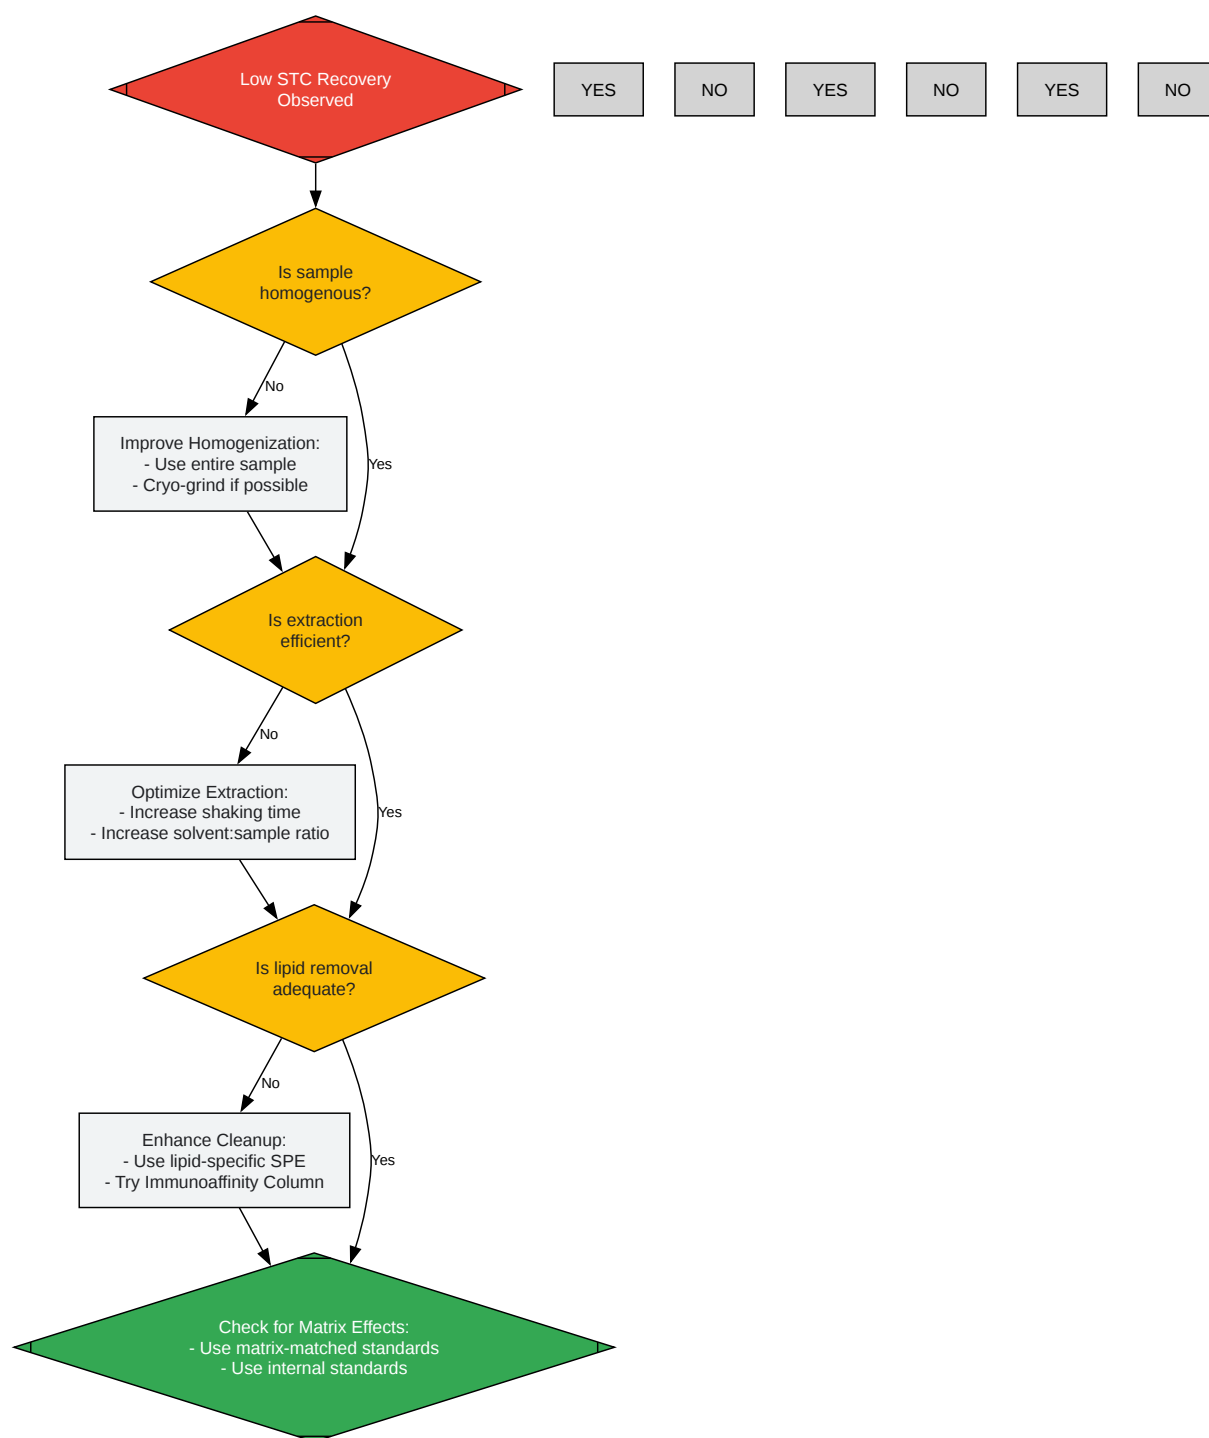 Low STC Recovery
Observed
YES
NO
YES
NO
YES
NO
Is sample
homogenous?
No
Yes
Improve Homogenization:
- Use entire sample
- Cryo-grind if possible
Is extraction
efficient?
No
Yes
Optimize Extraction:
- Increase shaking time
- Increase solvent:sample ratio
Is lipid removal
adequate?
No
Yes
Enhance Cleanup:
- Use lipid-specific SPE
- Try Immunoaffinity Column
Check for Matrix Effects:
- Use matrix-matched standards
- Use internal standards